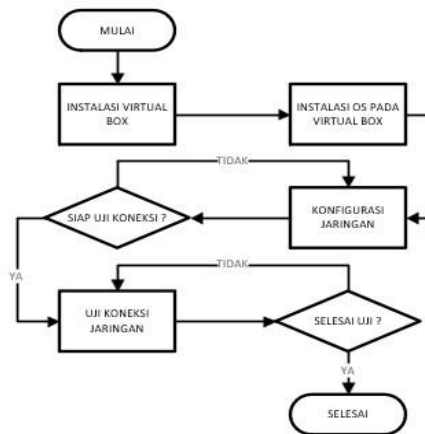 MULAI
INSTALASI VIRTUAL
BOX
INSTALASI OS PADA
VIRTUAL BOX
TIDAK
SIAP UJI KONEKSI ?
KONFIGURASI
JARINGAN
YA
TIDAK
UJI KONEKSI
JARINGAN
SELESAI UJI ?
YA
SELESAI